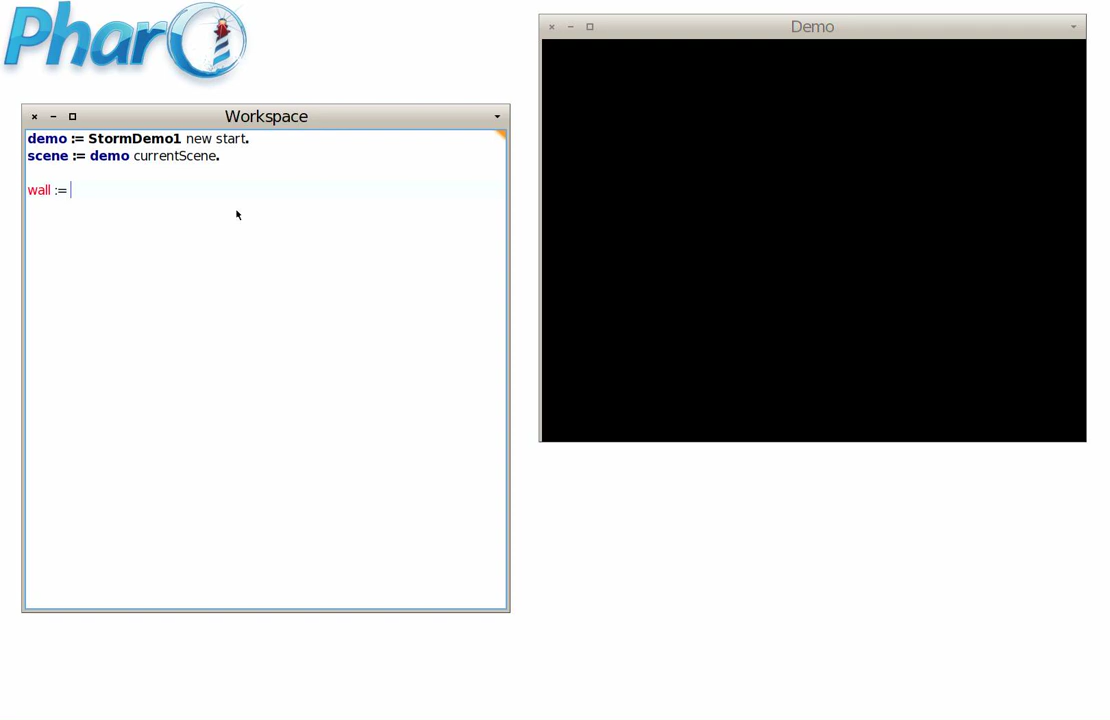 Pharo
Workspace
demo := StormDemo1 new start.
scene := demo currentScene.
wall :=
Demo